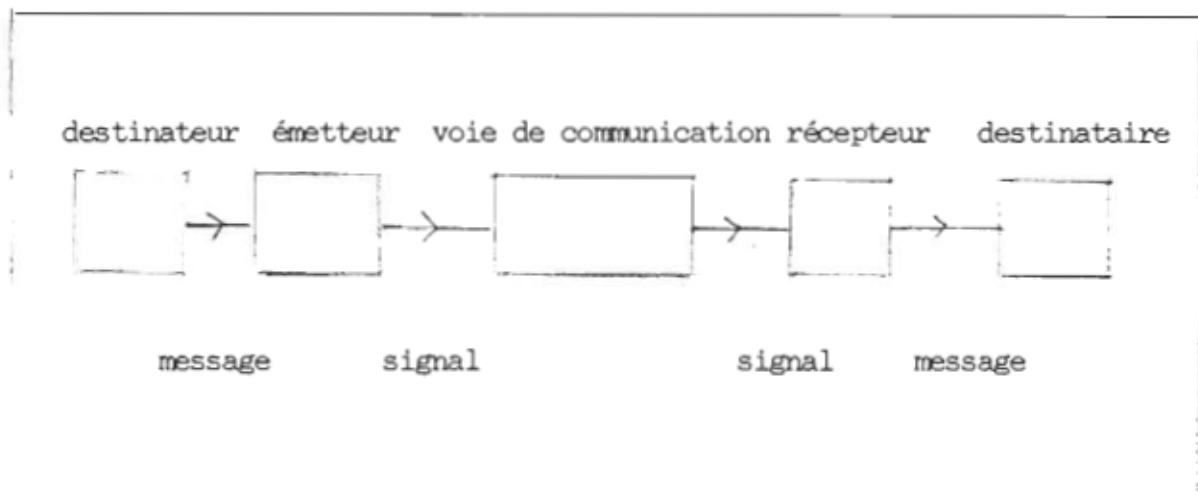 destinateur émetteur voie de communication récepteur destinataire
message signal signal message